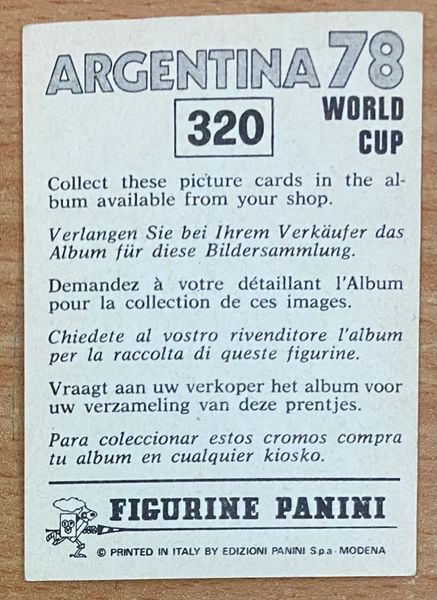 ARGENTINA 78
320
WORLD
CUP
Collect these picture cards in the al-
bum available from your shop.
Verlangen Sie bei Ihrem Verkäufer das
Album für diese Bildersammlung.
Demandez à votre détaillant l'Album
pour la collection de ces images.
Chiedete al vostro rivenditore l'album
per la raccolta di queste figurine.
Vraagt aan uw verkoper het album voor
uw verzameling van deze prentjes.
Para coleccionar estos cromos compra
tu album en cualquier kiosko.
FIGURINE PANINI
© PRINTED IN ITALY BY EDIZIONI PANINI S.p.a - MODENA